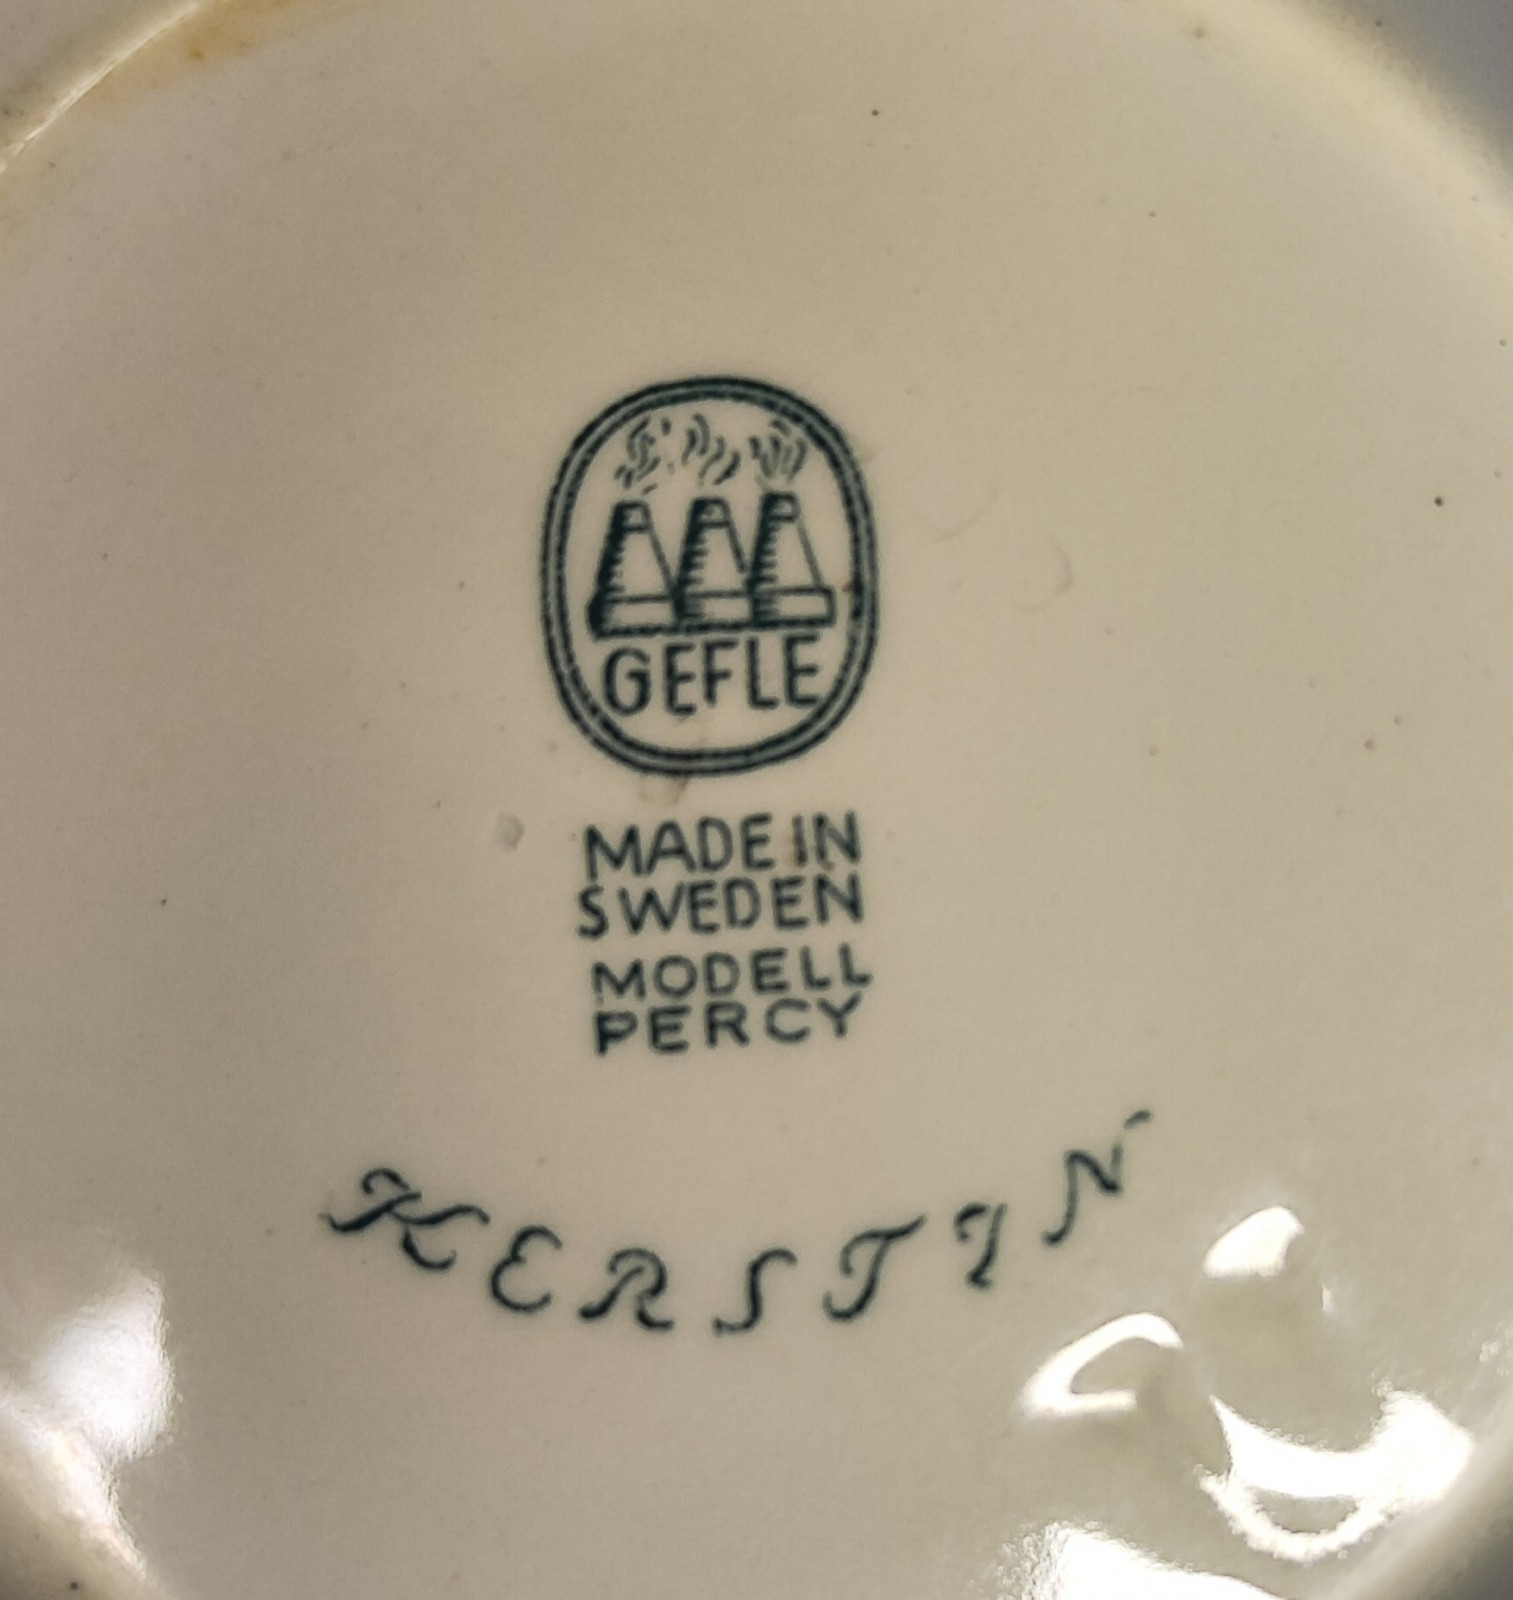 GEFLE
MADE IN
SWEDEN
MODELL
PERCY
KERSTIN